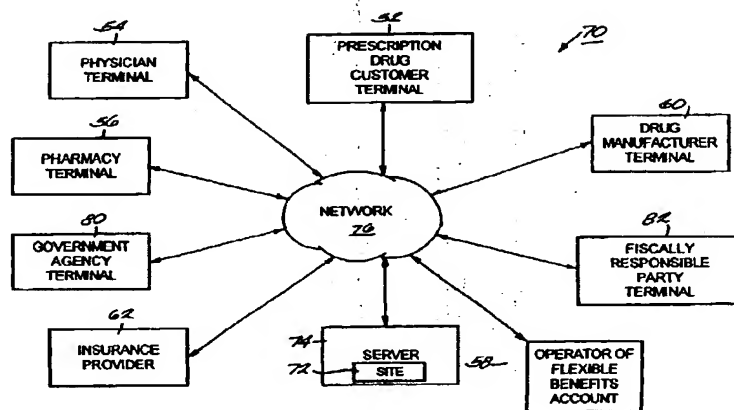 54
PHYSICIAN
TERMINAL
52
PRESCRIPTION
DRUG
CUSTOMER
TERMINAL
70
56
PHARMACY
TERMINAL
60
DRUG
MANUFACTURER
TERMINAL
NETWORK
76
80
GOVERNMENT
AGENCY
TERMINAL
82
FISCALLY
RESPONSIBLE
PARTY
TERMINAL
62
INSURANCE
PROVIDER
74
SERVER
72
SITE
58
OPERATOR OF
FLEXIBLE
BENEFITS
ACCOUNT